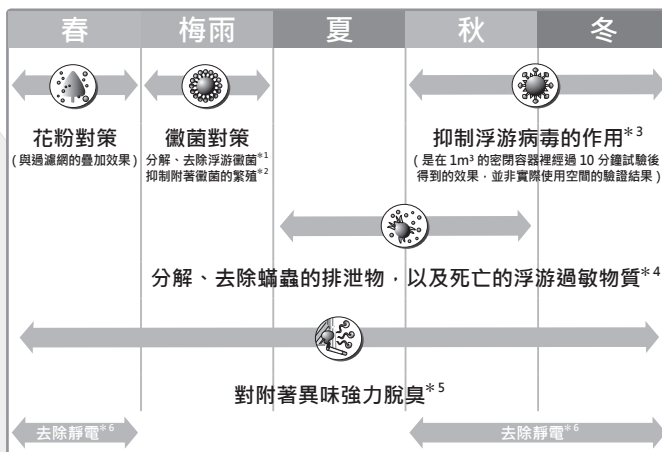 春 梅雨 夏 秋 冬
花粉對策
(與過濾網的疊加效果)
黴菌對策
分解、去除浮游黴菌*1
抑制附著黴菌的繁殖*2
抑制浮游病毒的作用*3
(是在 1m³ 的密閉容器裡經過 10 分鐘試驗後
得到的效果,並非實際使用空間的驗證結果)
分解、去除蟎蟲的排泄物,以及死亡的浮游過敏物質*4
對附著異味強力脫臭*5
去除靜電*6 去除靜電*6